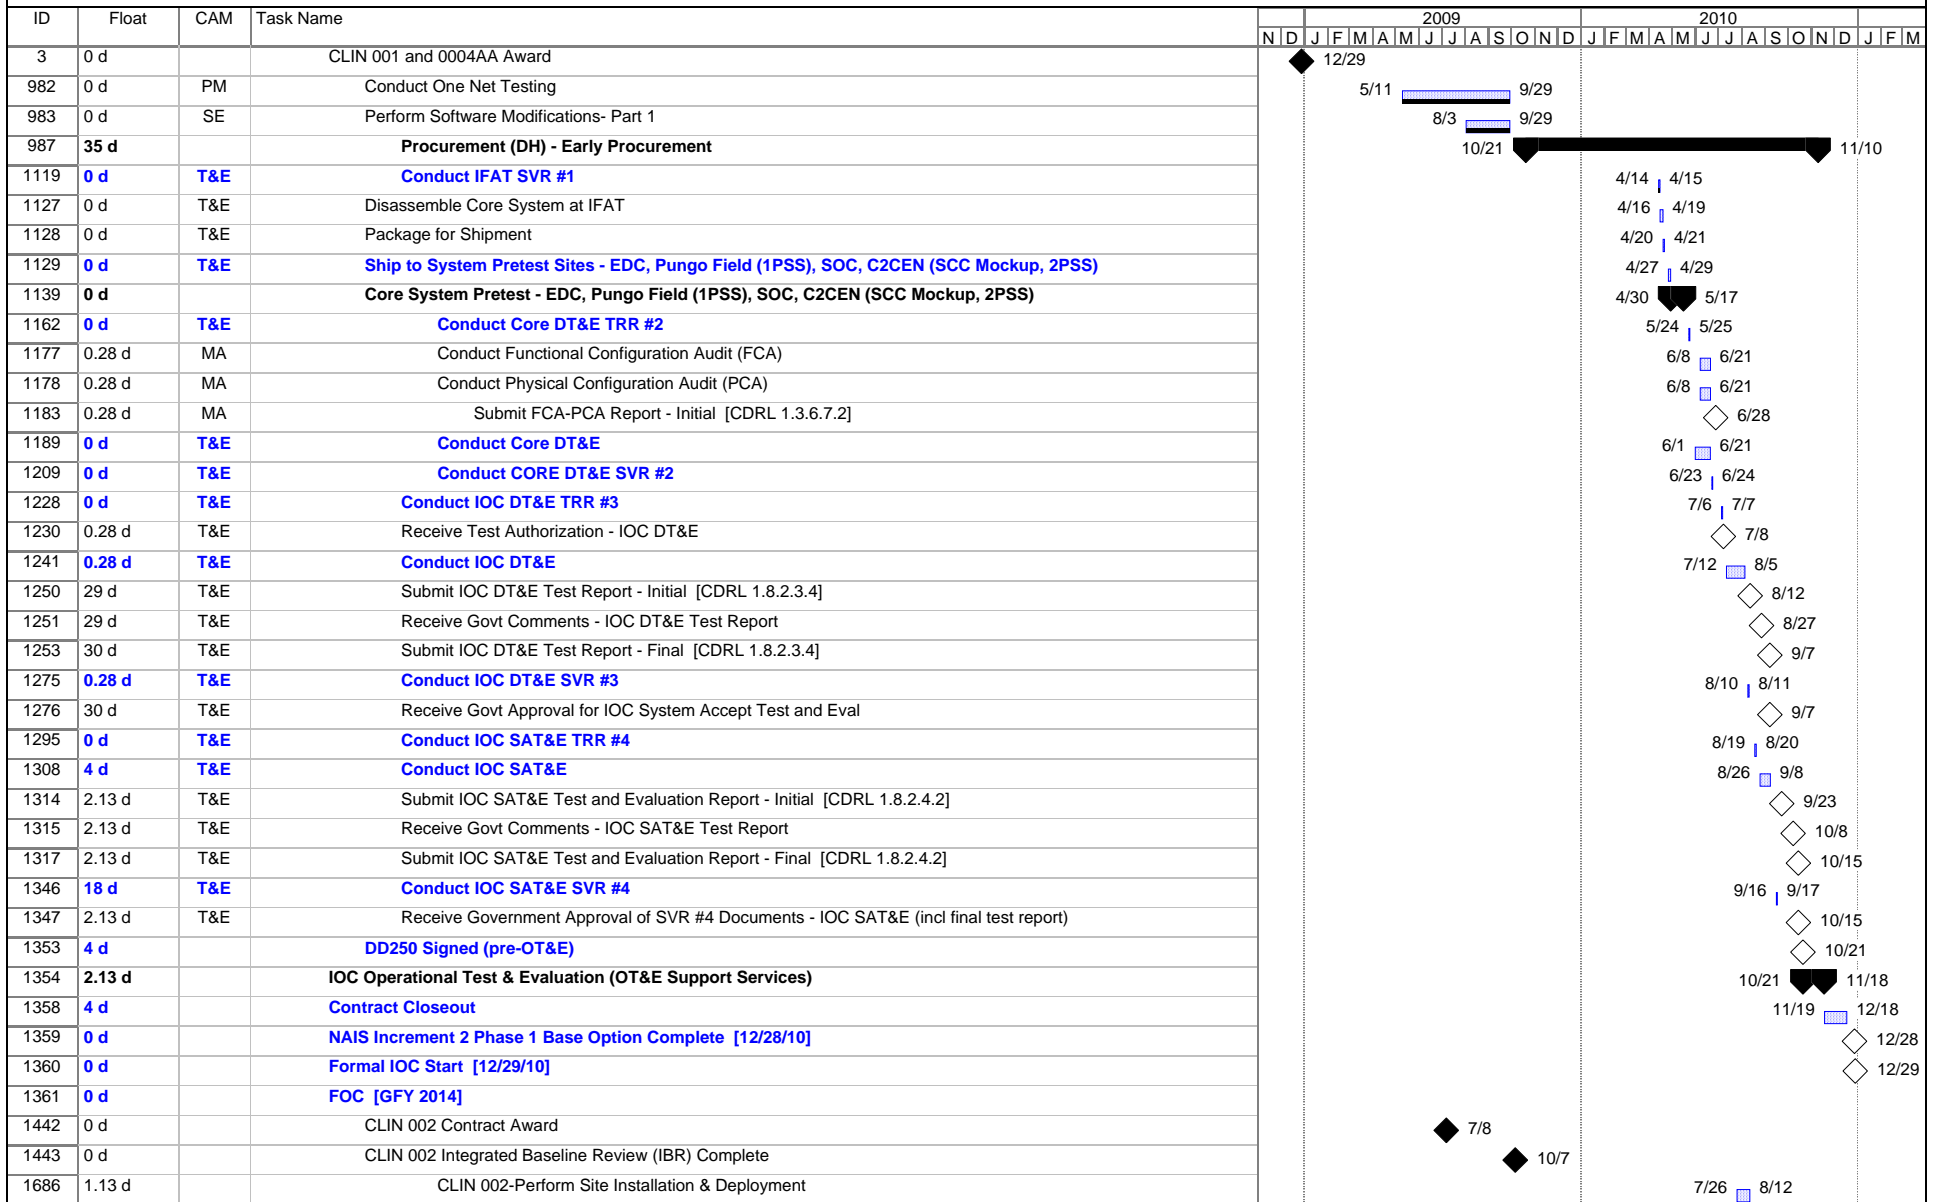 ID Float CAM Task Name 2009 2010
N D J F M A M J J A S O N D J F M A M J J A S O N D J F M
3 0 d CLIN 001 and 0004AA Award 12/29
982 0 d PM Conduct One Net Testing 5/11 9/29
983 0 d SE Perform Software Modifications- Part 1 8/3 9/29
987 35 d Procurement (DH) - Early Procurement 10/21 11/10
1119 0 d T&E Conduct IFAT SVR #1 4/14 4/15
1127 0 d T&E Disassemble Core System at IFAT 4/16 4/19
1128 0 d T&E Package for Shipment 4/20 4/21
1129 0 d T&E Ship to System Pretest Sites - EDC, Pungo Field (1PSS), SOC, C2CEN (SCC Mockup, 2PSS) 4/27 4/29
1139 0 d Core System Pretest - EDC, Pungo Field (1PSS), SOC, C2CEN (SCC Mockup, 2PSS) 4/30 5/17
1162 0 d T&E Conduct Core DT&E TRR #2 5/24 5/25
1177 0.28 d MA Conduct Functional Configuration Audit (FCA) 6/8 6/21
1178 0.28 d MA Conduct Physical Configuration Audit (PCA) 6/8 6/21
1183 0.28 d MA Submit FCA-PCA Report - Initial [CDRL 1.3.6.7.2] 6/28
1189 0 d T&E Conduct Core DT&E 6/1 6/21
1209 0 d T&E Conduct CORE DT&E SVR #2 6/23 6/24
1228 0 d T&E Conduct IOC DT&E TRR #3 7/6 7/7
1230 0.28 d T&E Receive Test Authorization - IOC DT&E 7/8
1241 0.28 d T&E Conduct IOC DT&E 7/12 8/5
1250 29 d T&E Submit IOC DT&E Test Report - Initial [CDRL 1.8.2.3.4] 8/12
1251 29 d T&E Receive Govt Comments - IOC DT&E Test Report 8/27
1253 30 d T&E Submit IOC DT&E Test Report - Final [CDRL 1.8.2.3.4] 9/7
1275 0.28 d T&E Conduct IOC DT&E SVR #3 8/10 8/11
1276 30 d T&E Receive Govt Approval for IOC System Accept Test and Eval 9/7
1295 0 d T&E Conduct IOC SAT&E TRR #4 8/19 8/20
1308 4 d T&E Conduct IOC SAT&E 8/26 9/8
1314 2.13 d T&E Submit IOC SAT&E Test and Evaluation Report - Initial [CDRL 1.8.2.4.2] 9/23
1315 2.13 d T&E Receive Govt Comments - IOC SAT&E Test Report 10/8
1317 2.13 d T&E Submit IOC SAT&E Test and Evaluation Report - Final [CDRL 1.8.2.4.2] 10/15
1346 18 d T&E Conduct IOC SAT&E SVR #4 9/16 9/17
1347 2.13 d T&E Receive Government Approval of SVR #4 Documents - IOC SAT&E (incl final test report) 10/15
1353 4 d DD250 Signed (pre-OT&E) 10/21
1354 2.13 d IOC Operational Test & Evaluation (OT&E Support Services) 10/21 11/18
1358 4 d Contract Closeout 11/19 12/18
1359 0 d NAIS Increment 2 Phase 1 Base Option Complete [12/28/10] 12/28
1360 0 d Formal IOC Start [12/29/10] 12/29
1361 0 d FOC [GFY 2014]
1442 0 d CLIN 002 Contract Award 7/8
1443 0 d CLIN 002 Integrated Baseline Review (IBR) Complete 10/7
1686 1.13 d CLIN 002-Perform Site Installation & Deployment 7/26 8/12